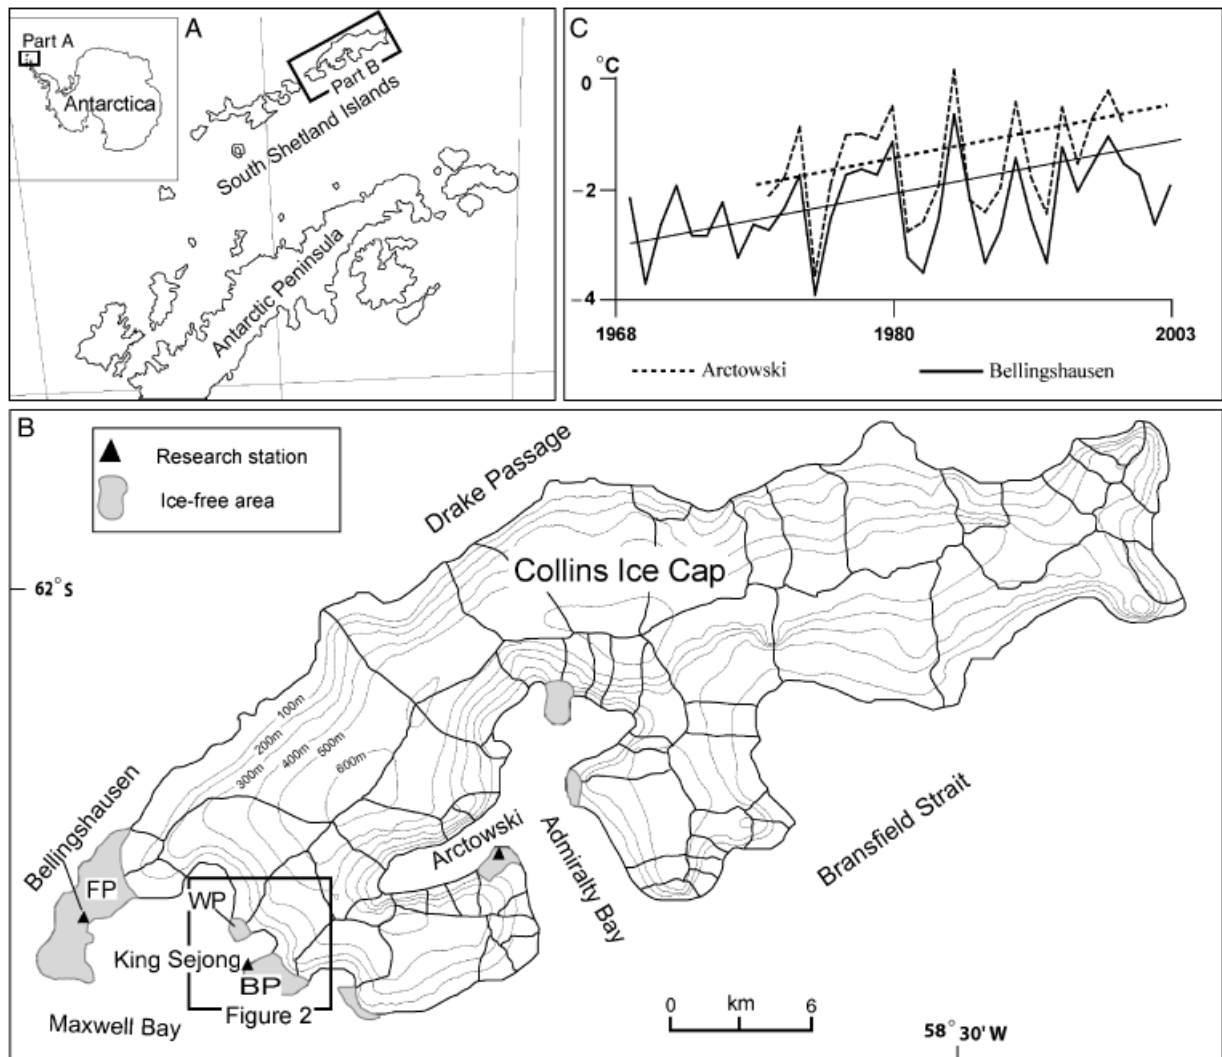 A
Part A
Antarctica
Part B
South Shetland Islands
Antarctic Peninsula
C
°C
0
−2
−4
1968
1980
2003
Arctowski
Bellingshausen
B
Research station
Ice-free area
Drake Passage
Collins Ice Cap
62°S
100m
200m
300m
400m
500m
600m
Bellingshausen
FP
WP
King Sejong
BP
Figure 2
Maxwell Bay
Arctowski
Admiralty Bay
Bransfield Strait
0 km 6
58°30' W